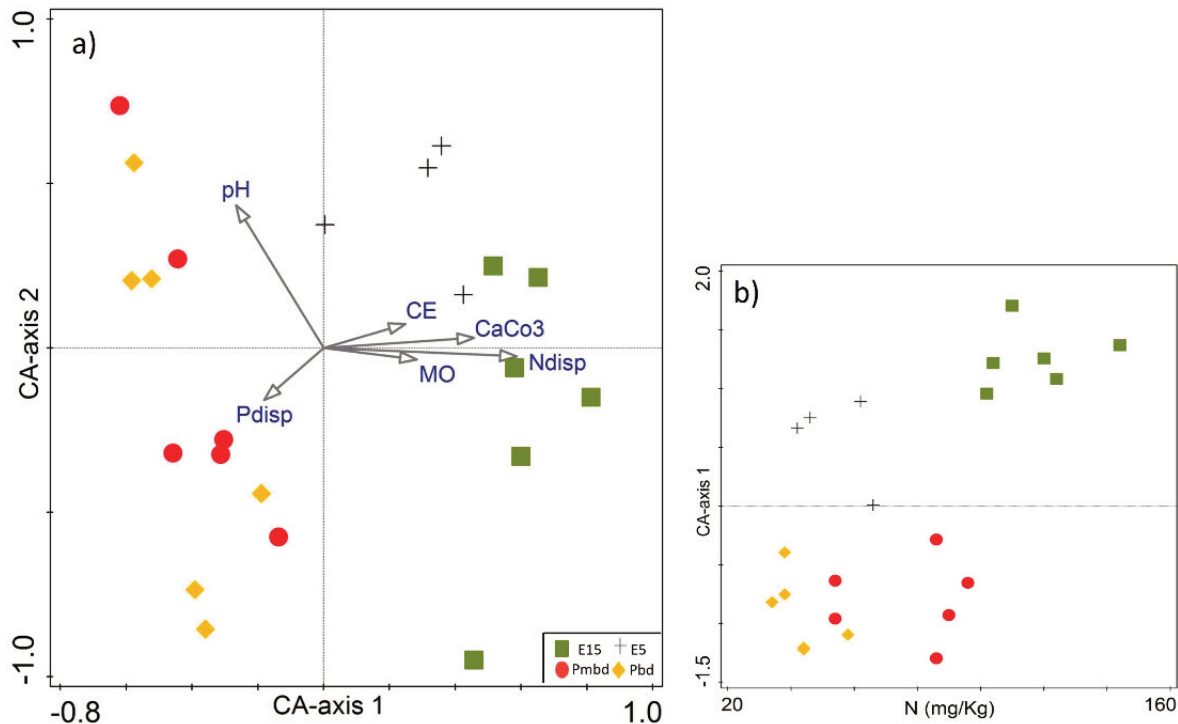 a)
1.0
CA-axis 2
-1.0
pH
CE
CaCo3
Ndisp
MO
Pdisp
E15 E5
Pmbd Pbd
-0.8 CA-axis 1 1.0
b)
2.0
CA-axis 1
-1.5
20 N (mg/Kg) 160